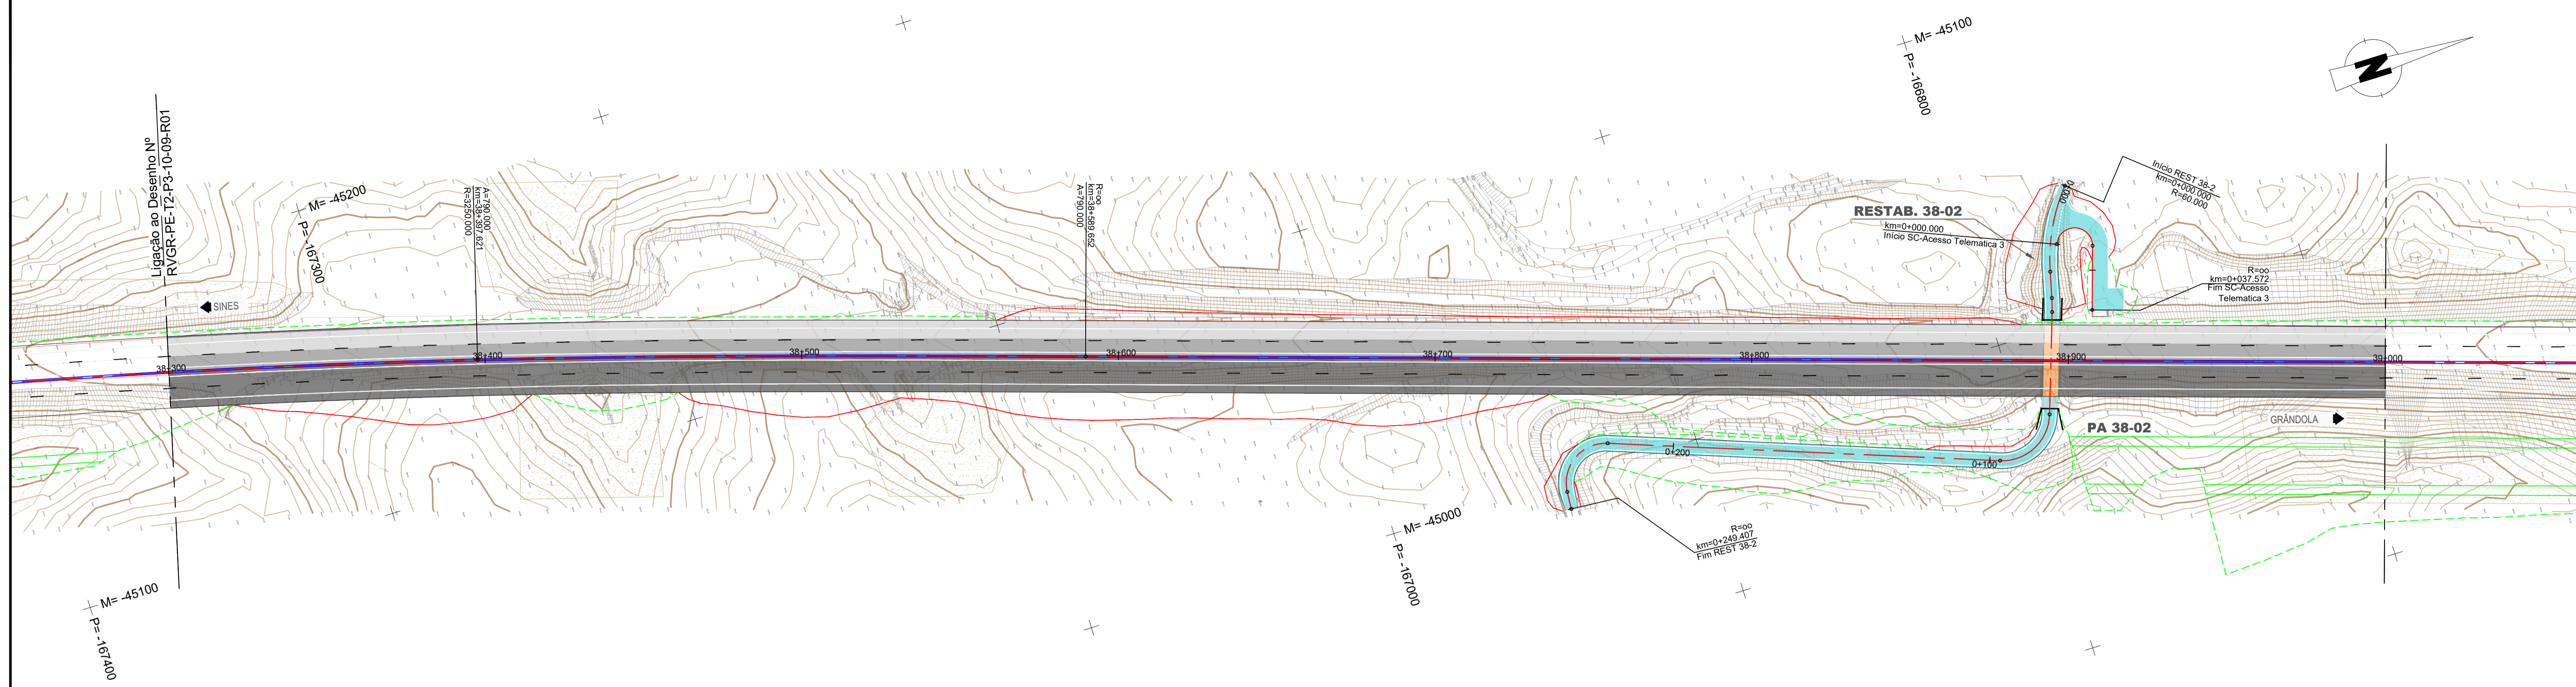 Ligação ao Desenho Nº
RVGR-PE-T2-P3-10-09-R01
M= -45200
P= -167300
SINES
A=790.000
km=38+397.621
R=3250.000
R=oo
km=38+589.652
A=790.000
M= -45100
P= -166800
N
RESTAB. 38-02
km=0+000.000
Início SC-Acesso Telematica 3
0+000
Início REST 38-2
km=0+000.000
R=60.000
R=oo
km=0+037.572
Fim SC-Acesso
Telematica 3
38+300
38+400
38+500
38+600
38+700
38+800
38+900
39+000
GRÂNDOLA
PA 38-02
0+200
0+100
R=oo
km=0+249.407
Fim REST 38-2
M= -45000
P= -167000
M= -45100
P= -167400